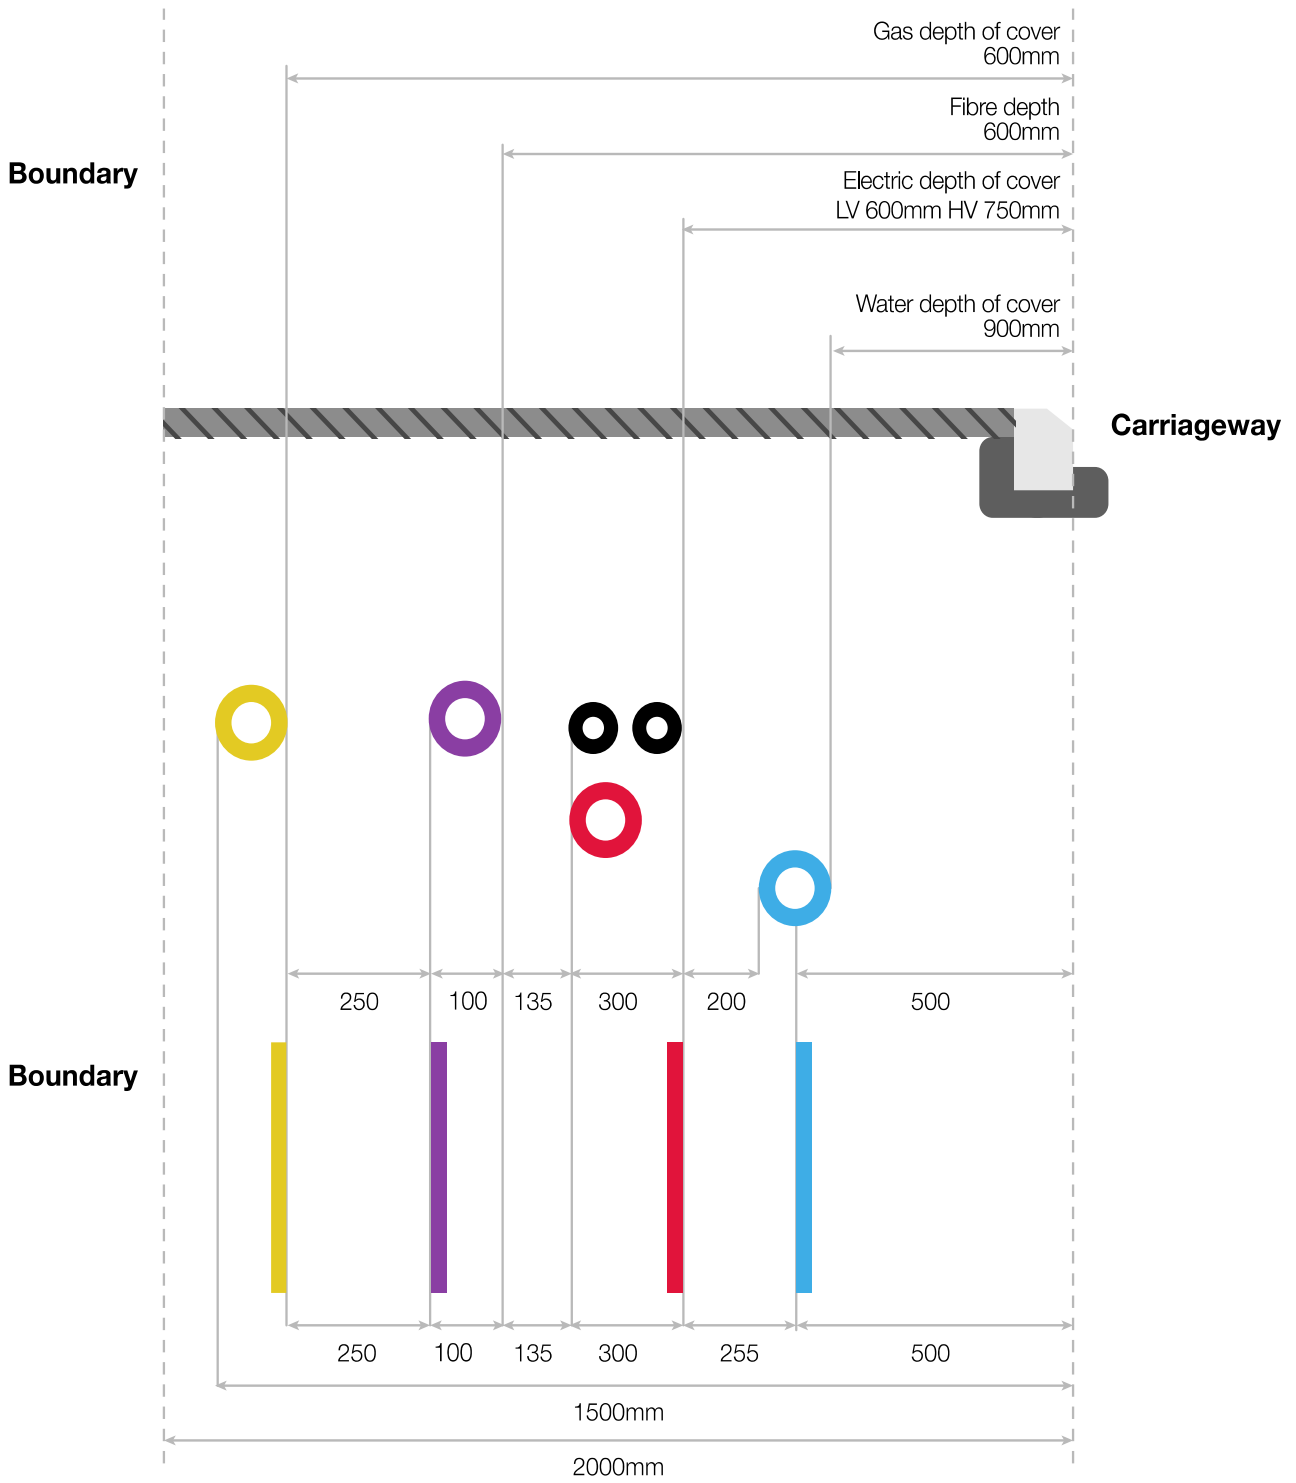 Gas depth of cover
600mm
Fibre depth
600mm
Boundary
Electric depth of cover
LV 600mm HV 750mm
Water depth of cover
900mm
Carriageway
250 100 135 300 200 500
Boundary
250 100 135 300 255 500
1500mm
2000mm